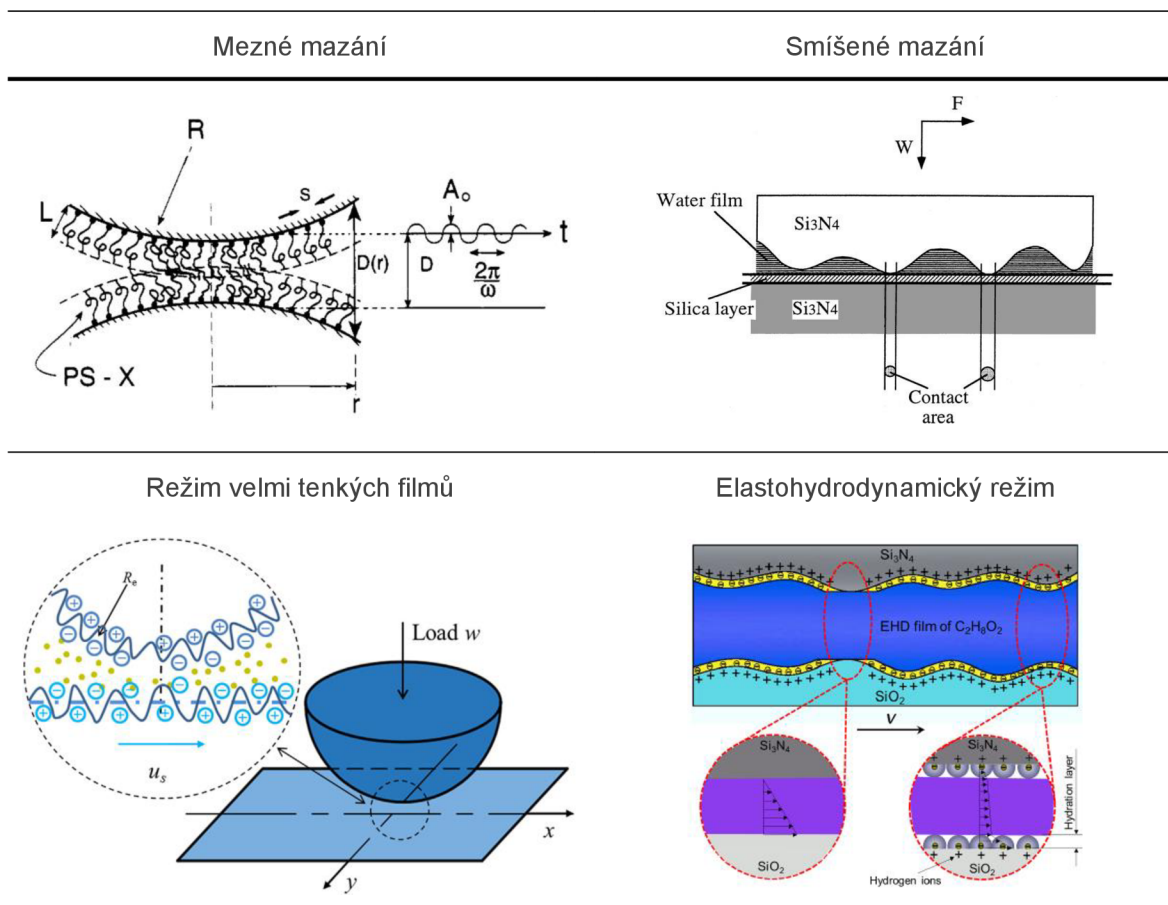 Mezné mazání
Smíšené mazání
R
S
L
A₀
t
D(r)
D
2π
ω
PS - X
r
F
W
Water film
Si3N4
Silica layer
Si3N4
Contact
area
Režim velmi tenkých filmů
Elastohydrodynamický režim
Rₑ
uₛ
Load w
x
y
Si₃N₄
EHD film of C₂H₈O₂
SiO₂
v
Si₃N₄
SiO₂
Si₃N₄
Hydration layer
SiO₂
Hydrogen ions